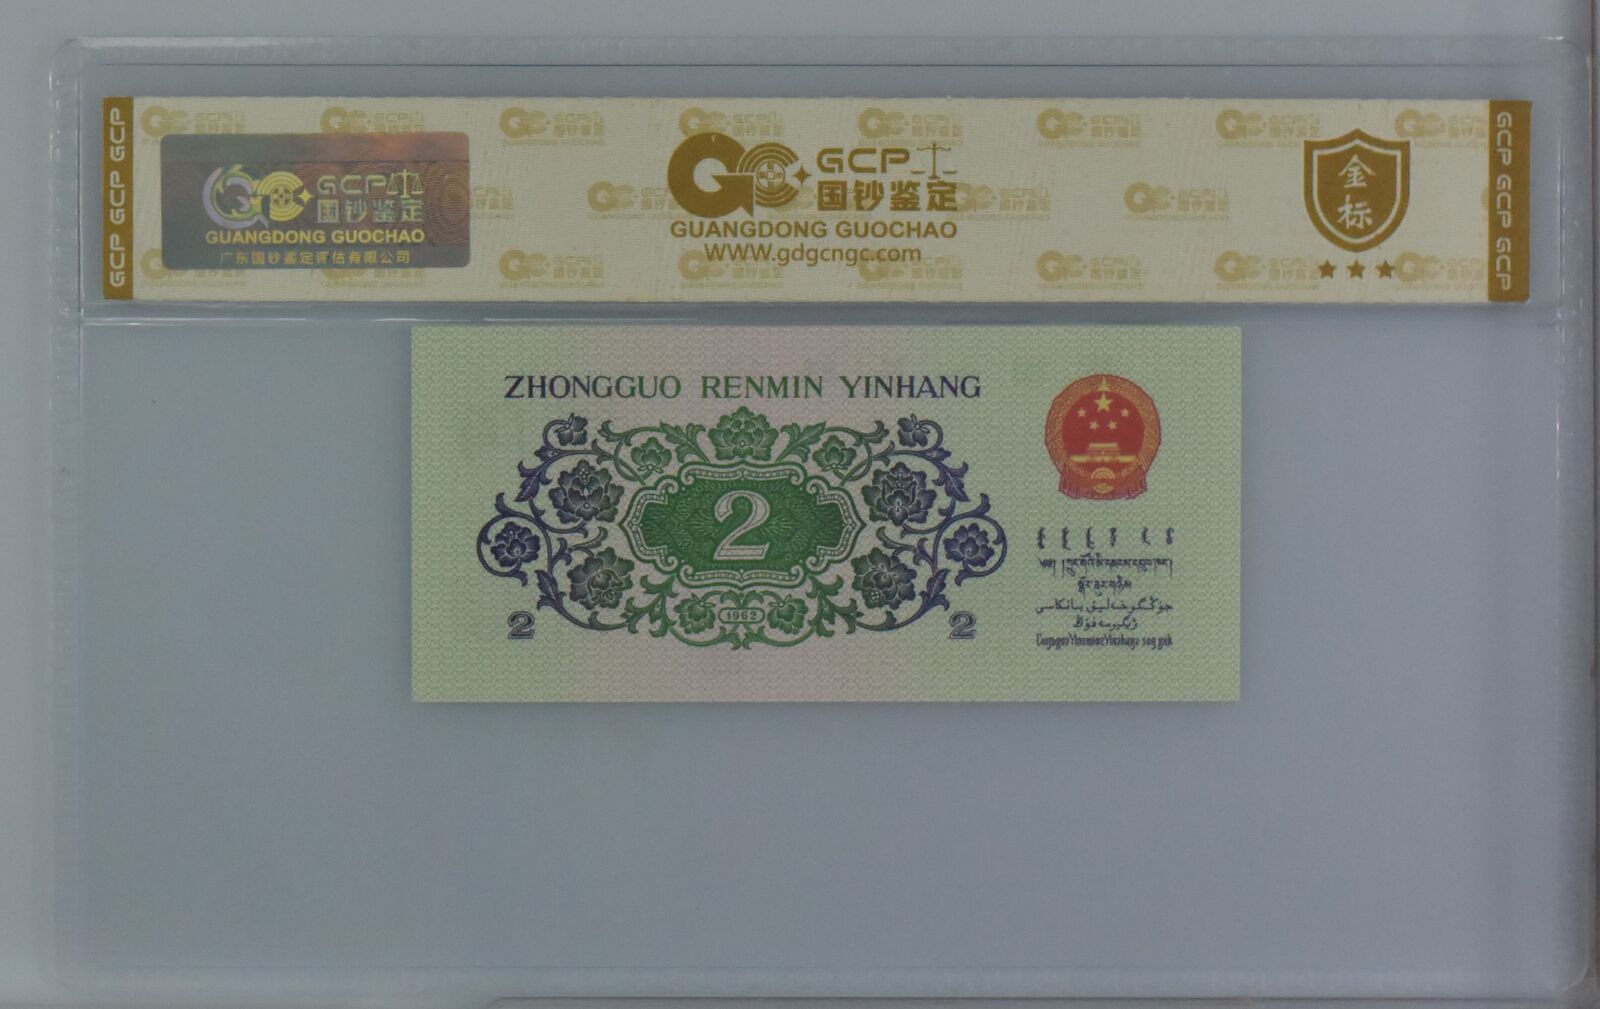 GCP GCP GCP
GCP
国钞鉴定
GUANGDONG GUOCHAO
广东国钞鉴定评估有限公司
GCP
国钞鉴定
GUANGDONG GUOCHAO
WWW.gdgcngc.com
金标
GCP GCP GCP
ZHONGGUO RENMIN YINHANG
2
1962
2
2
جۇڭگوخەلىق بانكاسى